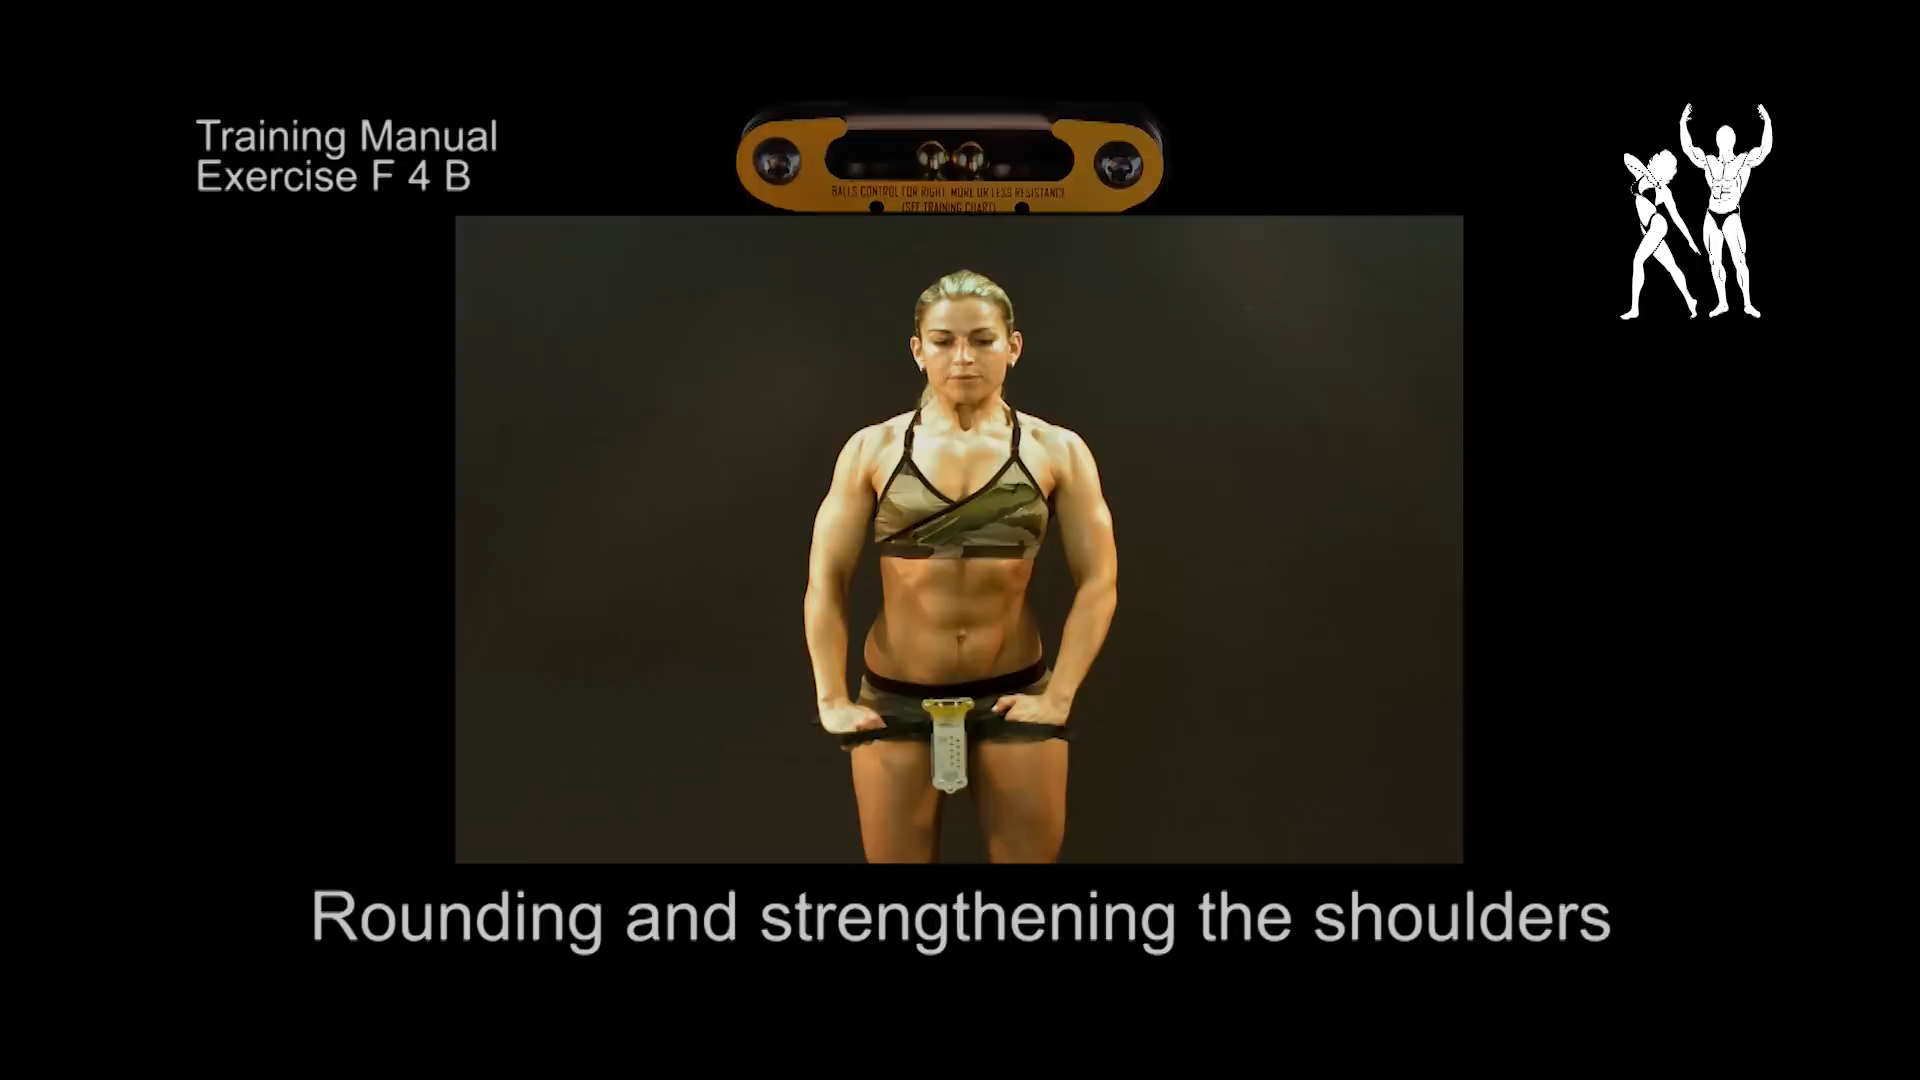 Training Manual
Exercise F 4 B
BALLS CONTROL FOR RIGHT, MORE OR LESS RESISTANCE
(SEE TRAINING CHART)
Rounding and strengthening the shoulders